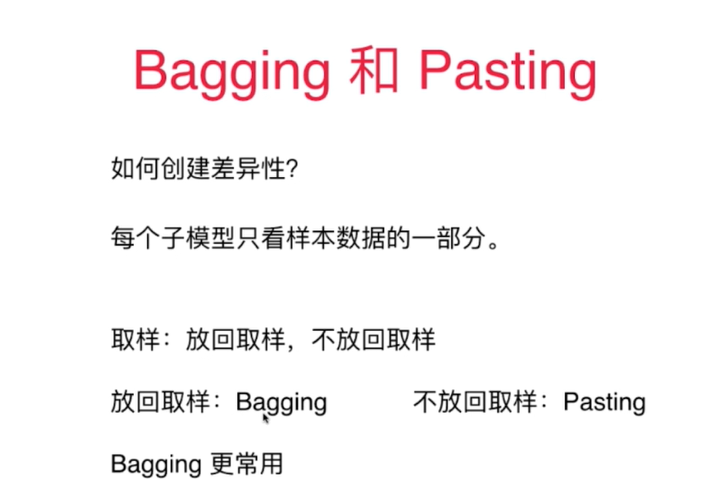 Bagging 和 Pasting
如何创建差异性？
每个子模型只看样本数据的一部分。
取样：放回取样，不放回取样
放回取样：Bagging 不放回取样：Pasting
Bagging 更常用